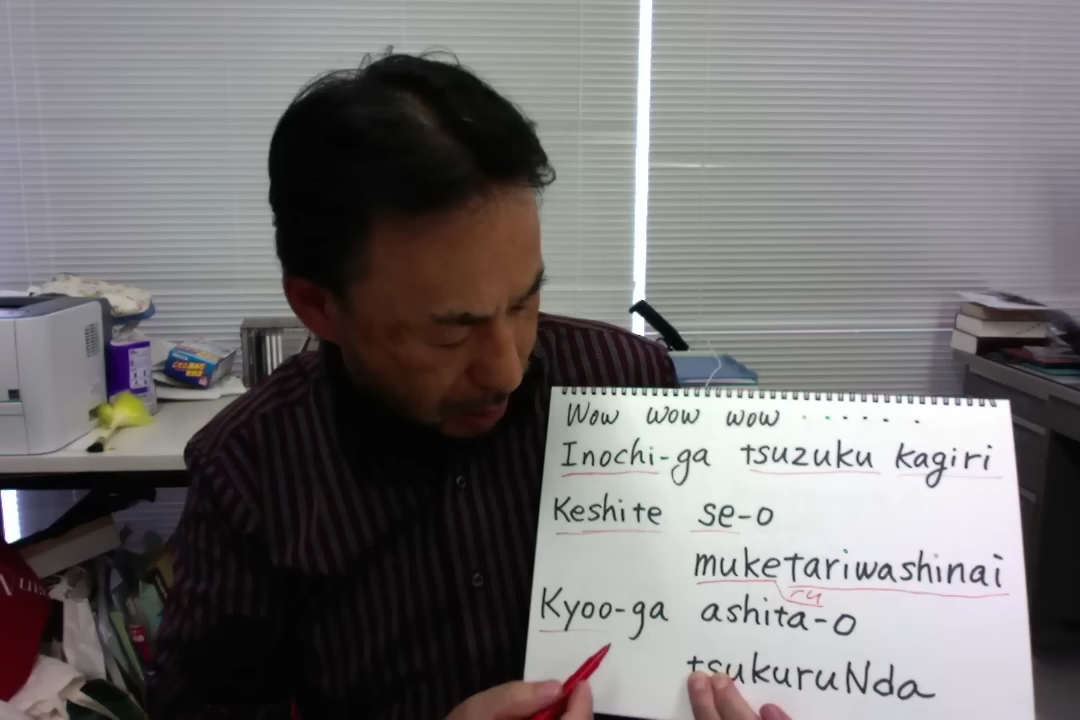 Wow wow wow ......
Inochi-ga tsuzuku kagiri
Keshite se-o
muketariwashinai
ru
Kyoo-ga ashita-o
tsukuruNda